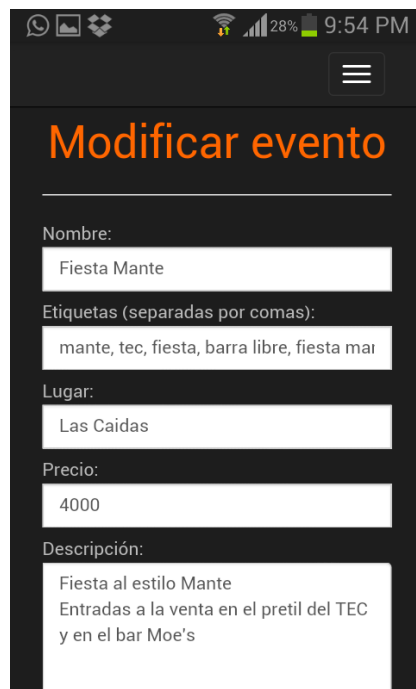 28% 9:54 PM
Modificar evento
Nombre:
Fiesta Mante
Etiquetas (separadas por comas):
mante, tec, fiesta, barra libre, fiesta mar
Lugar:
Las Caidas
Precio:
4000
Descripción:
Fiesta al estilo Mante
Entradas a la venta en el pretil del TEC
y en el bar Moe's